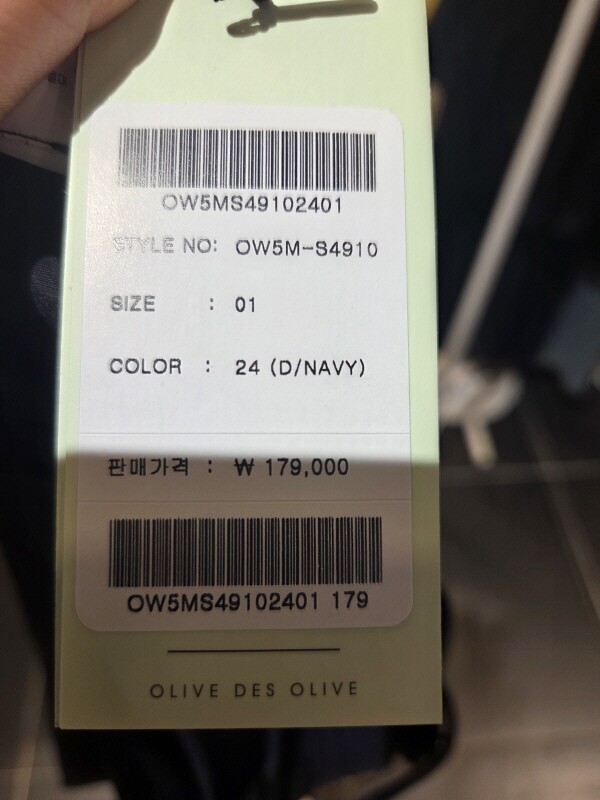 OW5MS49102401
STYLE NO: OW5M-S4910
SIZE : 01
COLOR : 24 (D/NAVY)
판매가격 : ₩ 179,000
OW5MS49102401 179
OLIVE DES OLIVE